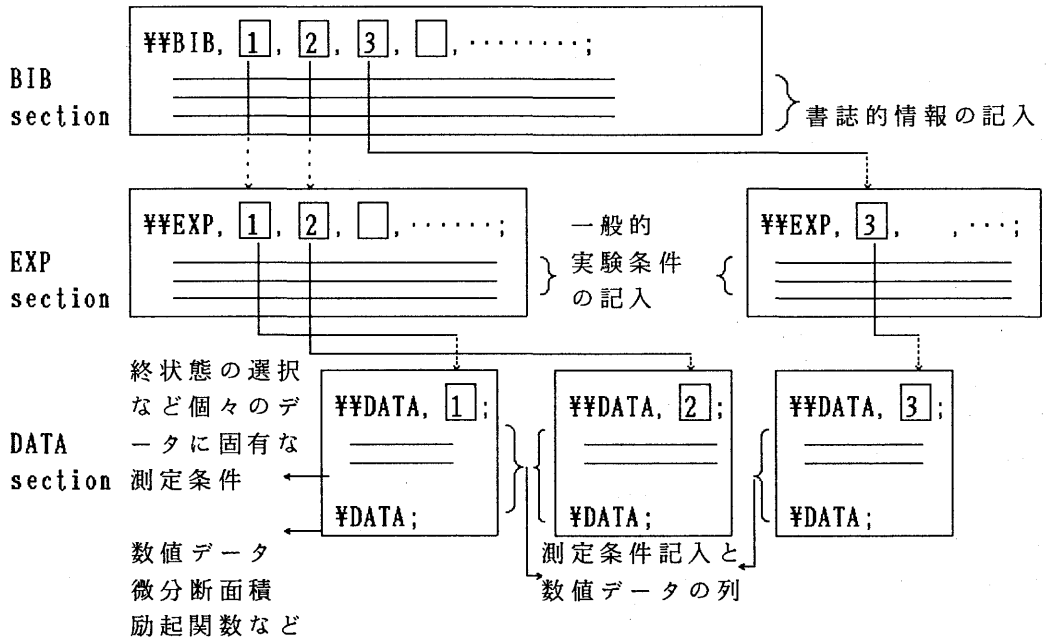 ¥¥BIB, 1, 2, 3, □, ········;
BIB
section
書誌的情報の記入
¥¥EXP, 1, 2, □, ······;
一般的
実験条件
の記入
¥¥EXP, 3, , ···;
EXP
section
終状態の選択
など個々のデ
ータに固有な
測定条件
DATA
section
¥¥DATA, 1;
¥DATA;
¥¥DATA, 2;
¥DATA;
¥¥DATA, 3;
¥DATA;
数値データ
微分断面積
励起関数など
測定条件記入と
数値データの列